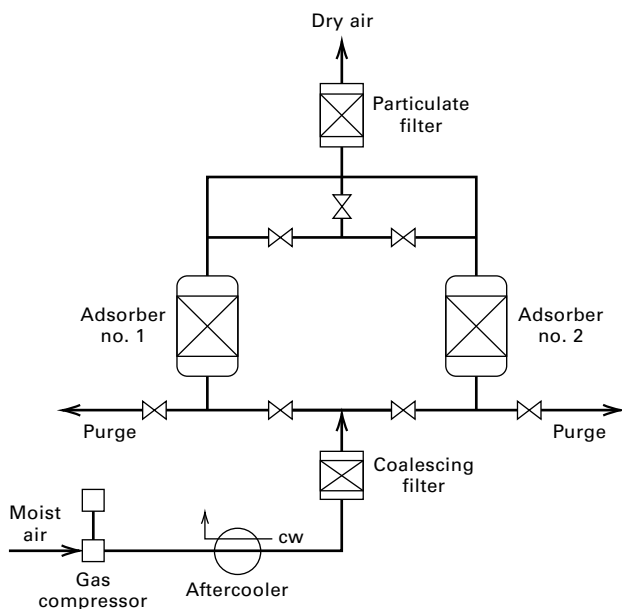 Dry air
Particulate
filter
Adsorber
no. 1
Adsorber
no. 2
Purge
Purge
Coalescing
filter
Moist
air
cw
Gas
compressor
Aftercooler